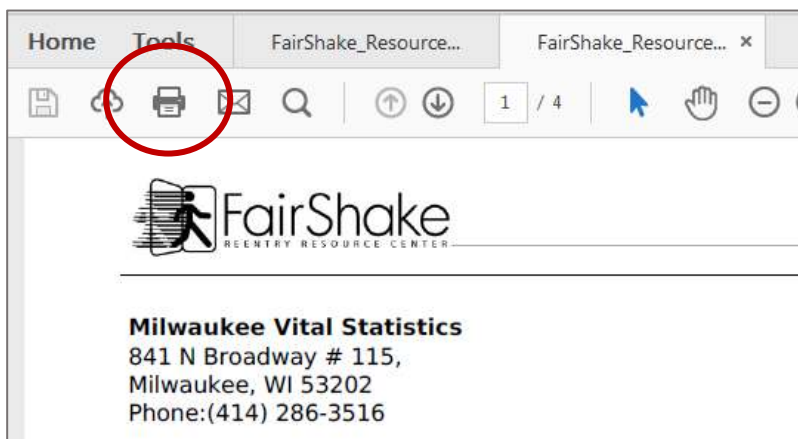 Home Tools FairShake_Resource... FairShake_Resource... ×
1 / 4
FairShake
REENTRY RESOURCE CENTER
Milwaukee Vital Statistics
841 N Broadway # 115,
Milwaukee, WI 53202
Phone:(414) 286-3516